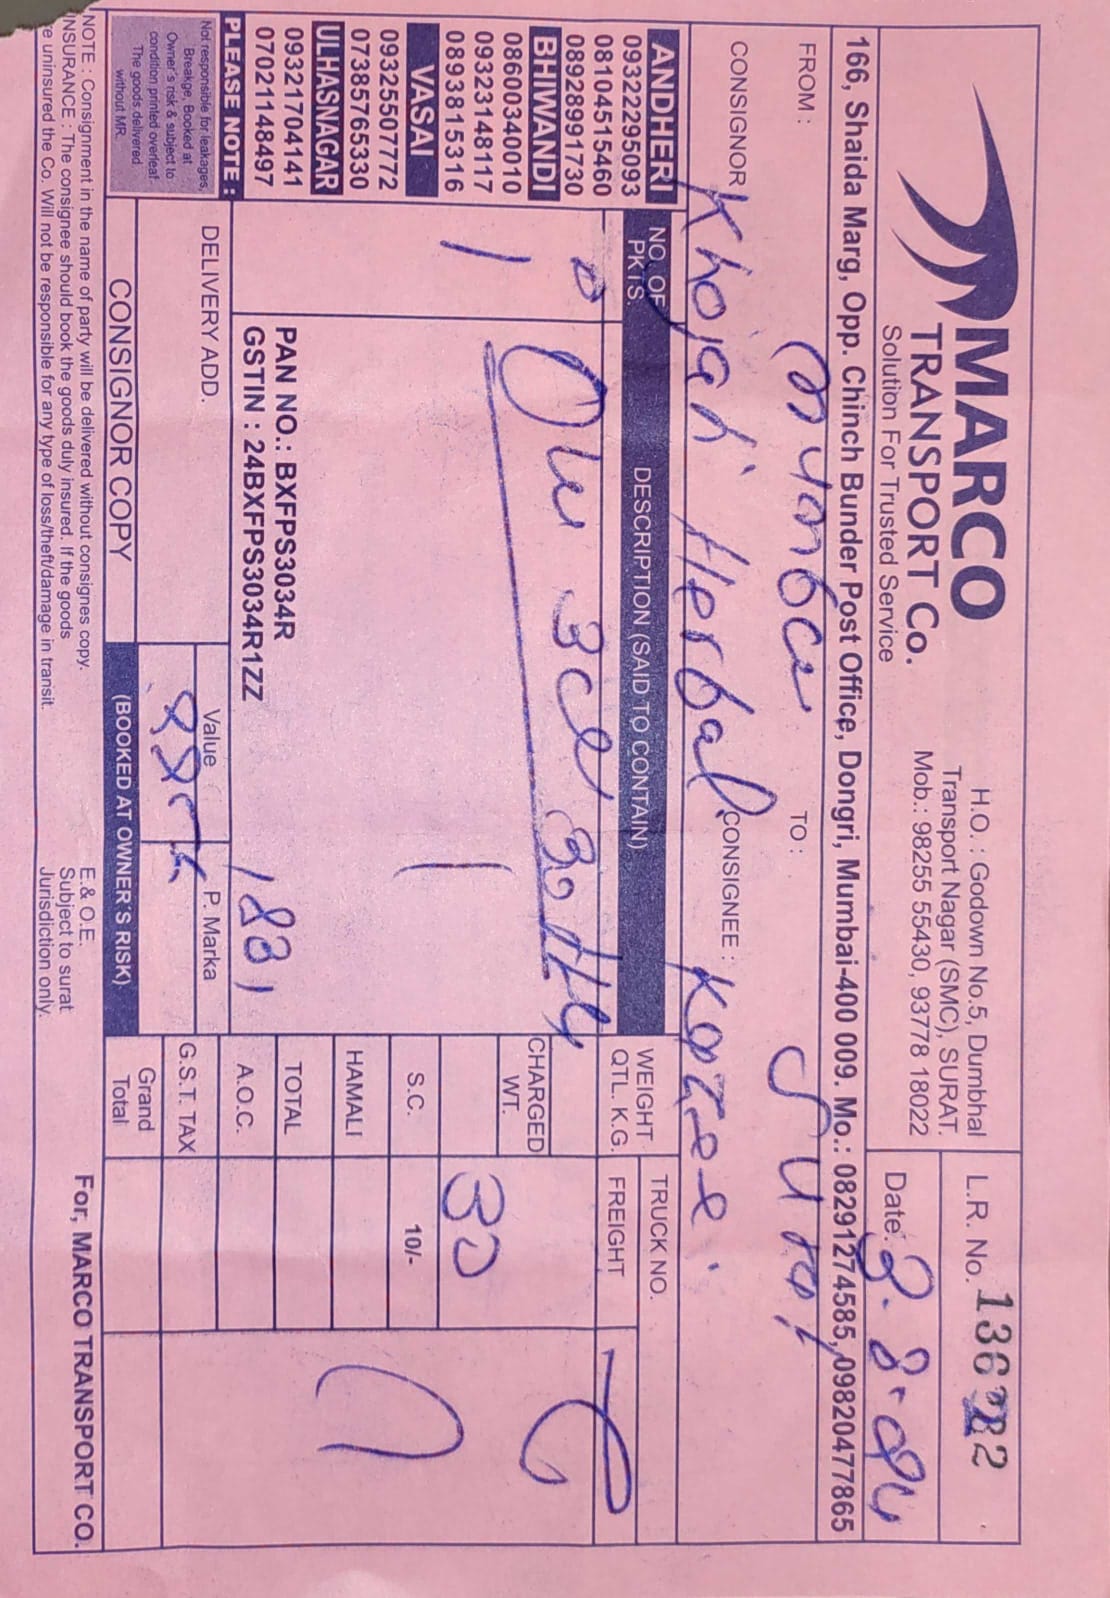 MARCO
TRANSPORT Co.
Solution For Trusted Service
H.O. : Godown No.5, Dumbhal
Transport Nagar (SMC), SURAT.
Mob.: 98255 55430, 93778 18022
L.R. No.
Date:
166, Shaida Marg, Opp. Chinch Bunder Post Office, Dongri, Mumbai-400 009. Mo.: 08291274585, 09820477865
FROM :
TO :
CONSIGNOR Khojah Herbal.
CONSIGNEE :
ANDHERI
09322295093
08104515460
08928991730
BHIWANDI
08600340010
09323148117
08938815316
VASAI
09325507772
07385765330
ULHASNAGAR
09321704141
07021148497
PLEASE NOTE :
Not responsible for leakages,
Breakge, Booked at
Owner's risk & subject to
condition printed overleaf.
The goods delivered
without MR.
NO. OF
PKTS.
DESCRIPTION (SAID TO CONTAIN)
WEIGHT
QTL. K.G.
TRUCK NO.
FREIGHT
CHARGED
WT.
30
S.C. 10/-
HAMALI
TOTAL
A.O.C.
G.S.T. TAX
Grand
Total
PAN NO.: BXFPS3034R
GSTIN : 24BXFPS3034R1ZZ
183
DELIVERY ADD.
Value
P. Marka
CONSIGNOR COPY
(BOOKED AT OWNER'S RISK)
NOTE : Consignment in the name of party will be delivered without consignes copy.
INSURANCE : The consignee should book the goods duly insured. If the goods
e uninsured the Co. Will not be responsible for any type of loss/theft/damage in transit.
E.& O.E.
Subject to surat
Jurisdiction only.
For, MARCO TRANSPORT CO.